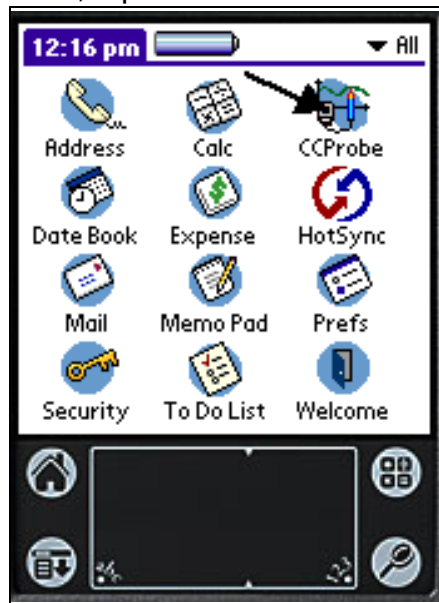 12:16 pm All
Address Calc CCProbe
Date Book Expense HotSync
Mail Memo Pad Prefs
Security To Do List Welcome